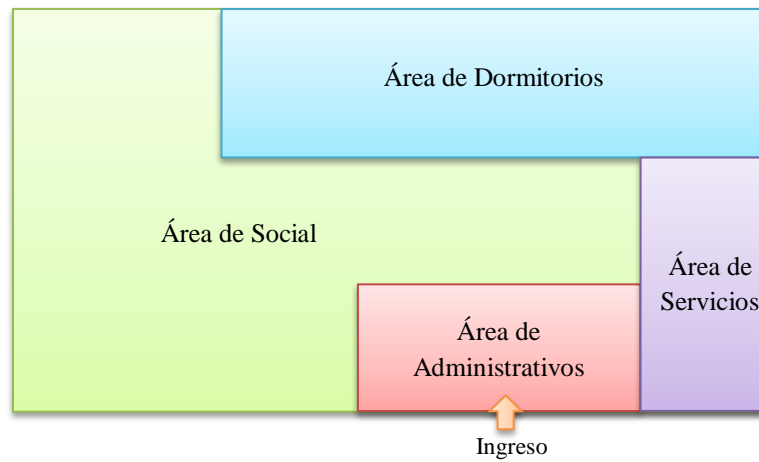 Área de Dormitorios
Área de Social
Área de
Servicios
Área de
Administrativos
Ingreso